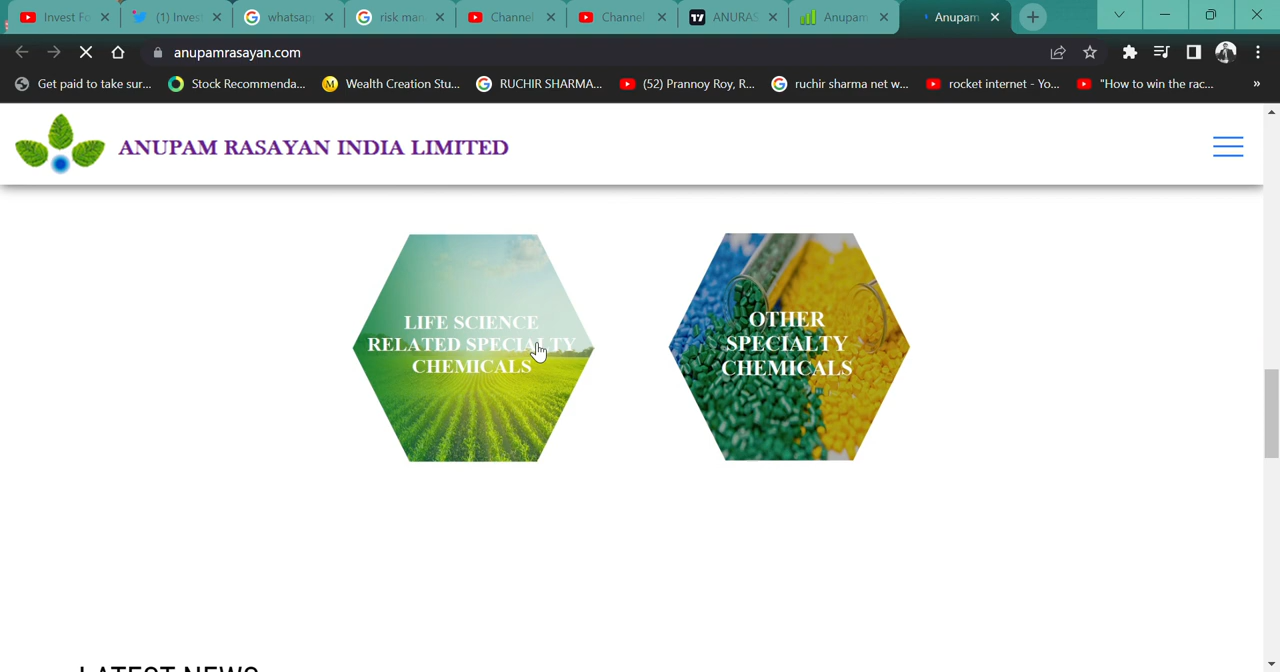 Invest Fo
(1) Invest
whatsap
risk man
Channel
Channel
ANURAS
Anupam
Anupam
anupamrasayan.com
Get paid to take sur...
Stock Recommenda...
Wealth Creation Stu...
RUCHIR SHARMA...
(52) Prannoy Roy, R...
ruchir sharma net w...
rocket internet - Yo...
"How to win the rac...
»
ANUPAM RASAYAN INDIA LIMITED
LIFE SCIENCE
RELATED SPECIALTY
CHEMICALS
OTHER
SPECIALTY
CHEMICALS
LATEST NEWS